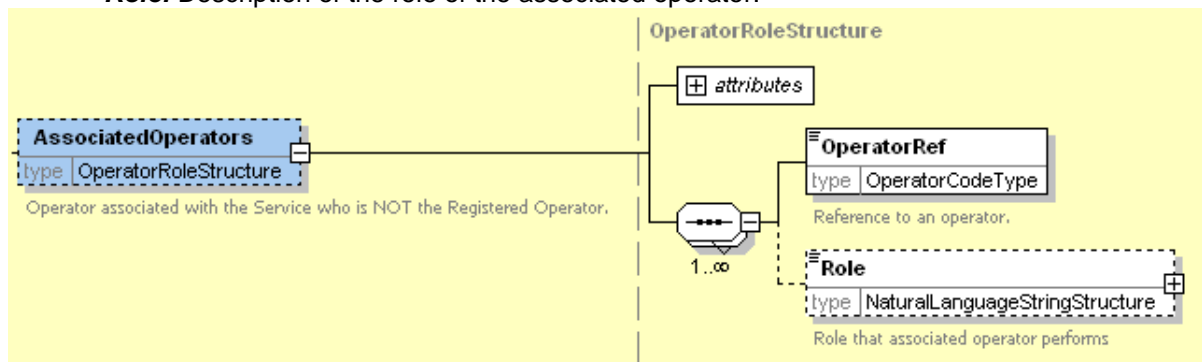 Role. Description of the role of the associated operator.
OperatorRoleStructure
attributes
AssociatedOperators
type OperatorRoleStructure
Operator associated with the Service who is NOT the Registered Operator.
OperatorRef
type OperatorCodeType
Reference to an operator.
1..∞
Role
type NaturalLanguageStringStructure
Role that associated operator performs